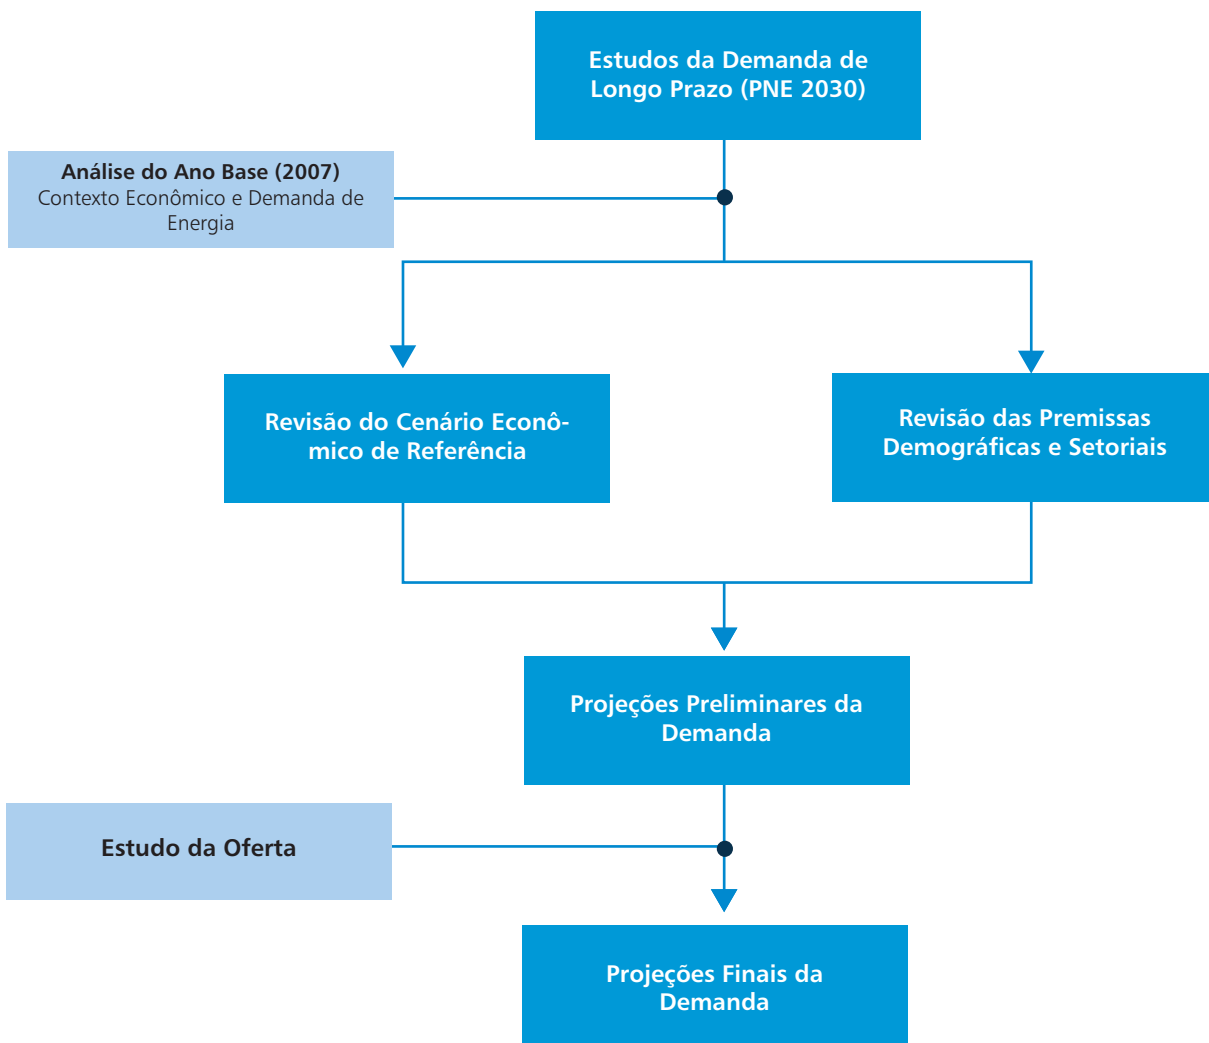 Estudos da Demanda de
Longo Prazo (PNE 2030)
Análise do Ano Base (2007)
Contexto Econômico e Demanda de
Energia
Revisão do Cenário Econô-
mico de Referência
Revisão das Premissas
Demográficas e Setoriais
Projeções Preliminares da
Demanda
Estudo da Oferta
Projeções Finais da
Demanda